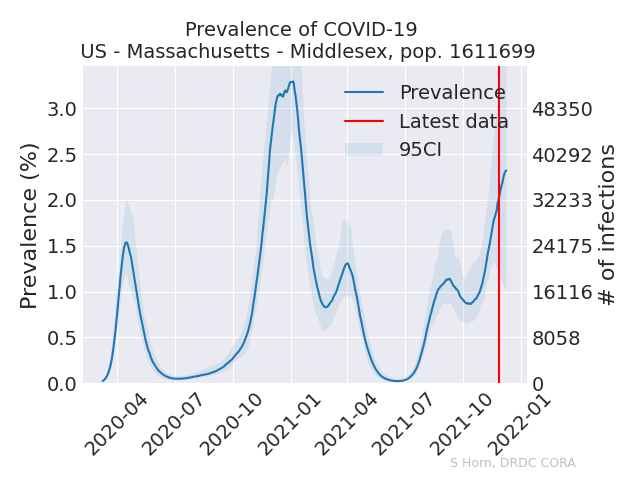 Prevalence of COVID-19
US - Massachusetts - Middlesex, pop. 1611699
Prevalence
Latest data
95CI
Prevalence (%)
3.0
2.5
2.0
1.5
1.0
0.5
0.0
48350
40292
32233
24175
16116
8058
0
# of infections
2020-04
2020-07
2020-10
2021-01
2021-04
2021-07
2021-10
2022-01
S Horn, DRDC CORA